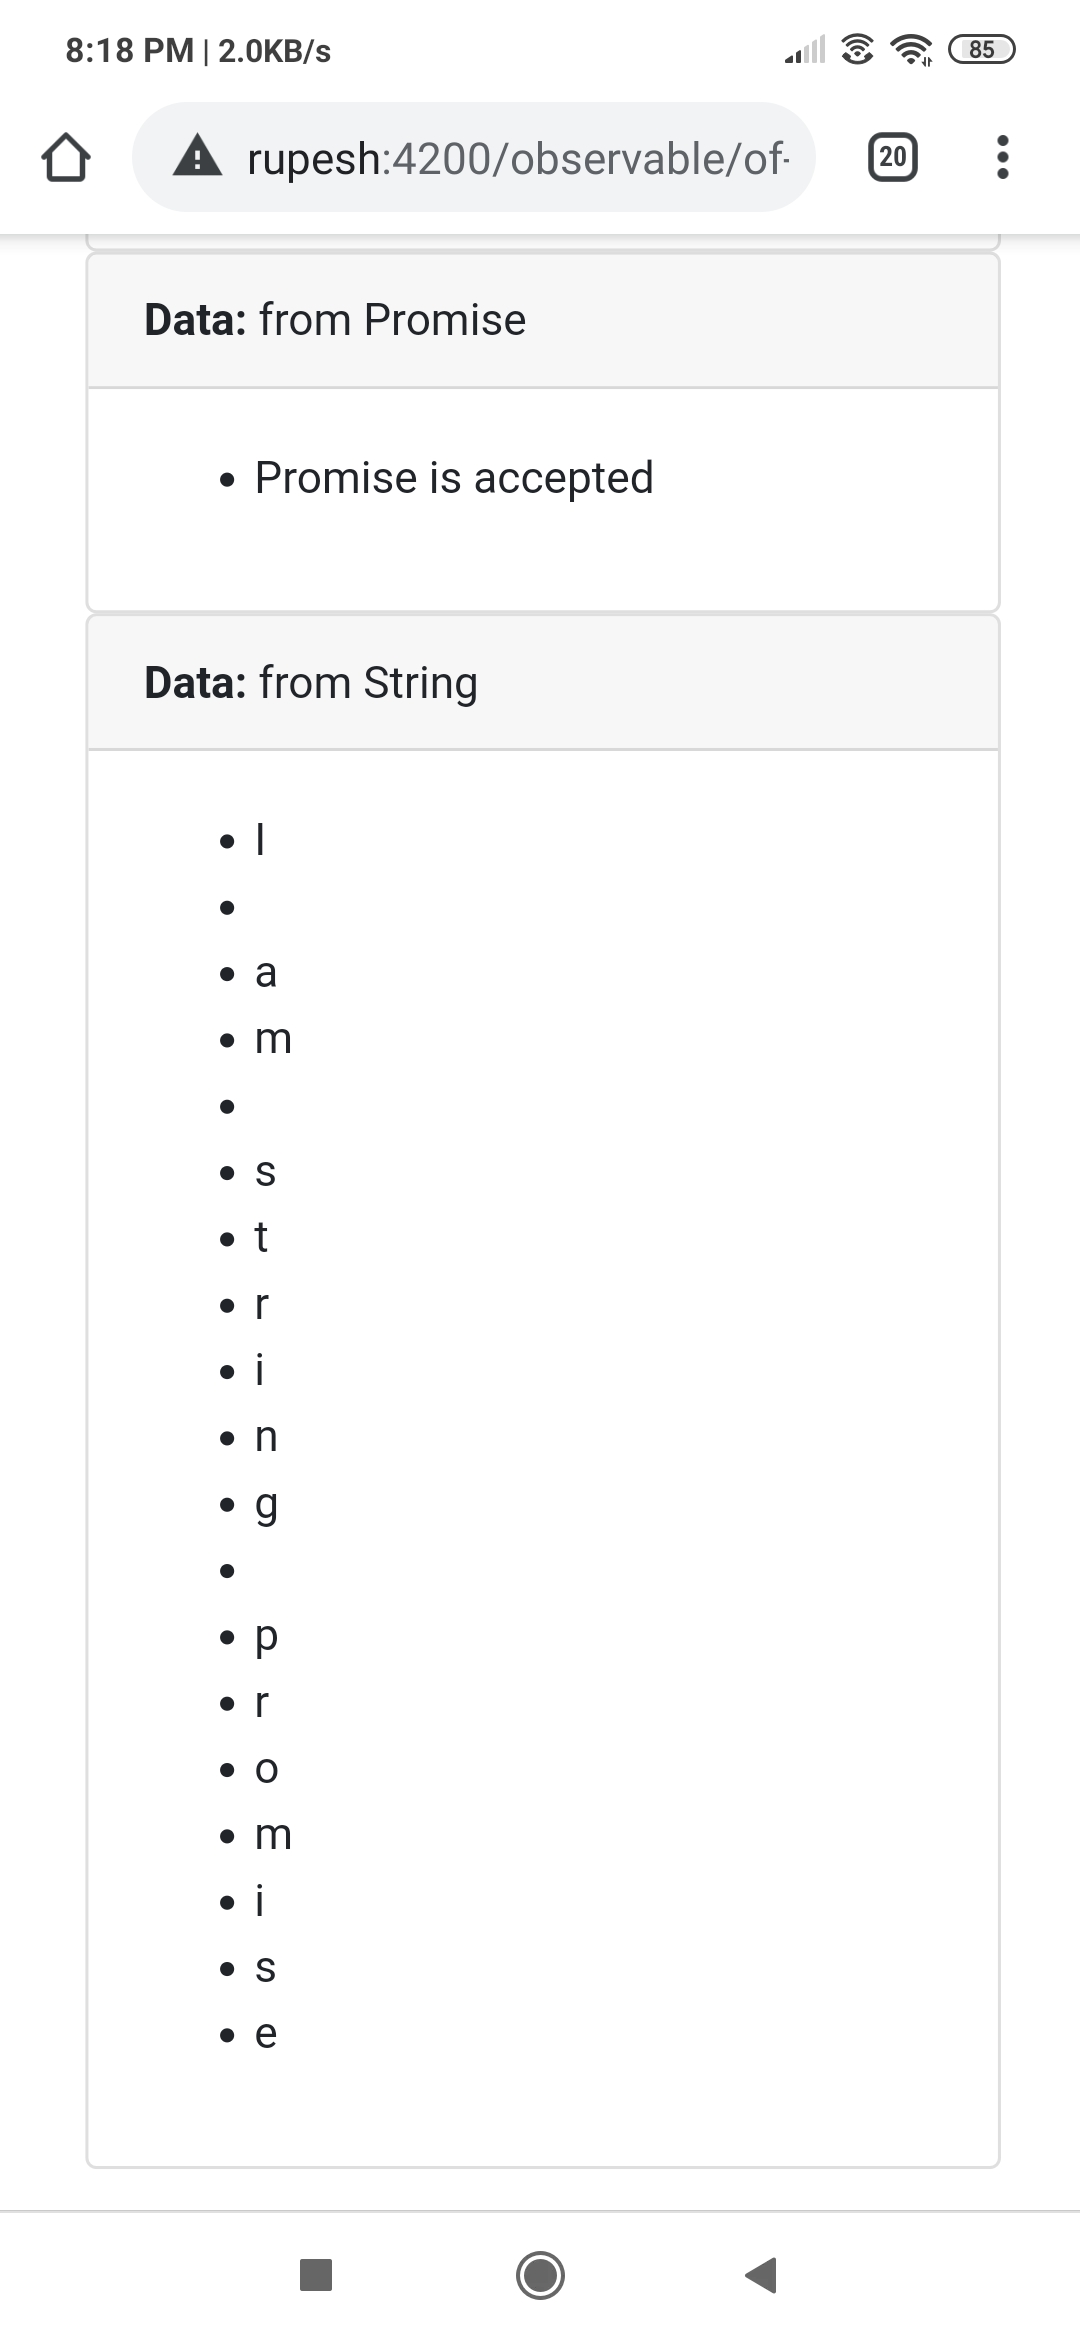 8:18 PM | 2.0KB/s
85
rupesh:4200/observable/of-
20
Data: from Promise
• Promise is accepted
Data: from String
• I
•
• a
• m
•
• s
• t
• r
• i
• n
• g
•
• p
• r
• o
• m
• i
• s
• e